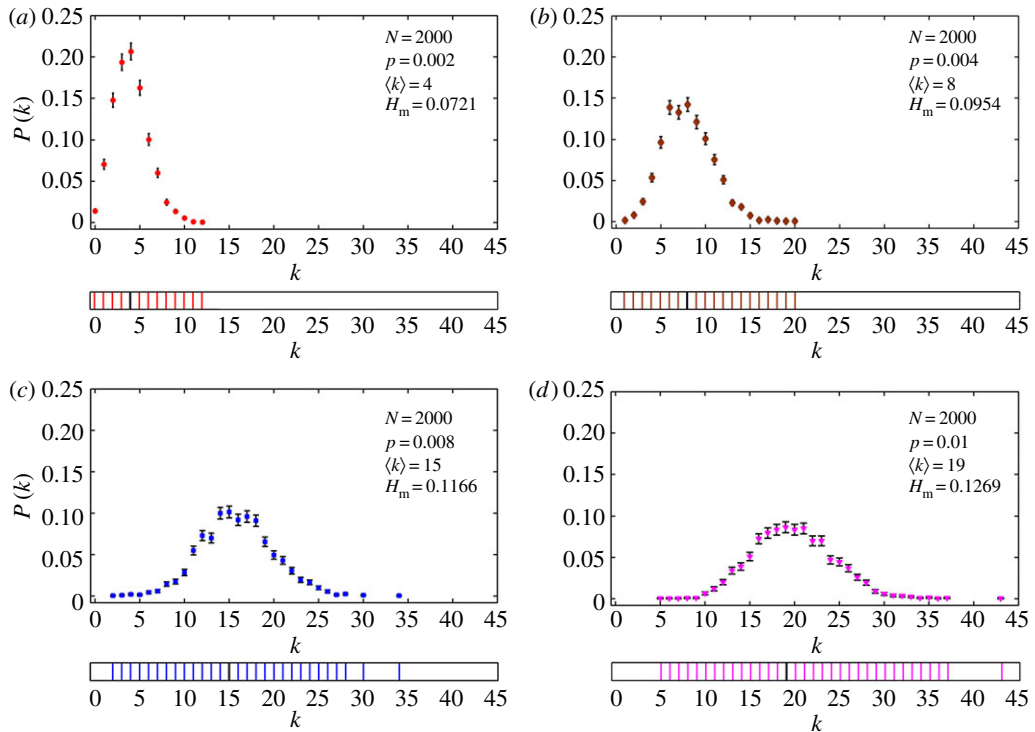 (a)
0.25
0.20
0.15
0.10
0.05
0
P(k)
N = 2000
p = 0.002
⟨k⟩ = 4
Hm = 0.0721
0 5 10 15 20 25 30 35 40 45
k
0 5 10 15 20 25 30 35 40 45
k
(b)
0.25
0.20
0.15
0.10
0.05
0
N = 2000
p = 0.004
⟨k⟩ = 8
Hm = 0.0954
0 5 10 15 20 25 30 35 40 45
k
0 5 10 15 20 25 30 35 40 45
k
(c)
0.25
0.20
0.15
0.10
0.05
0
P(k)
N = 2000
p = 0.008
⟨k⟩ = 15
Hm = 0.1166
0 5 10 15 20 25 30 35 40 45
k
0 5 10 15 20 25 30 35 40 45
k
(d)
0.25
0.20
0.15
0.10
0.05
0
N = 2000
p = 0.01
⟨k⟩ = 19
Hm = 0.1269
0 5 10 15 20 25 30 35 40 45
k
0 5 10 15 20 25 30 35 40 45
k